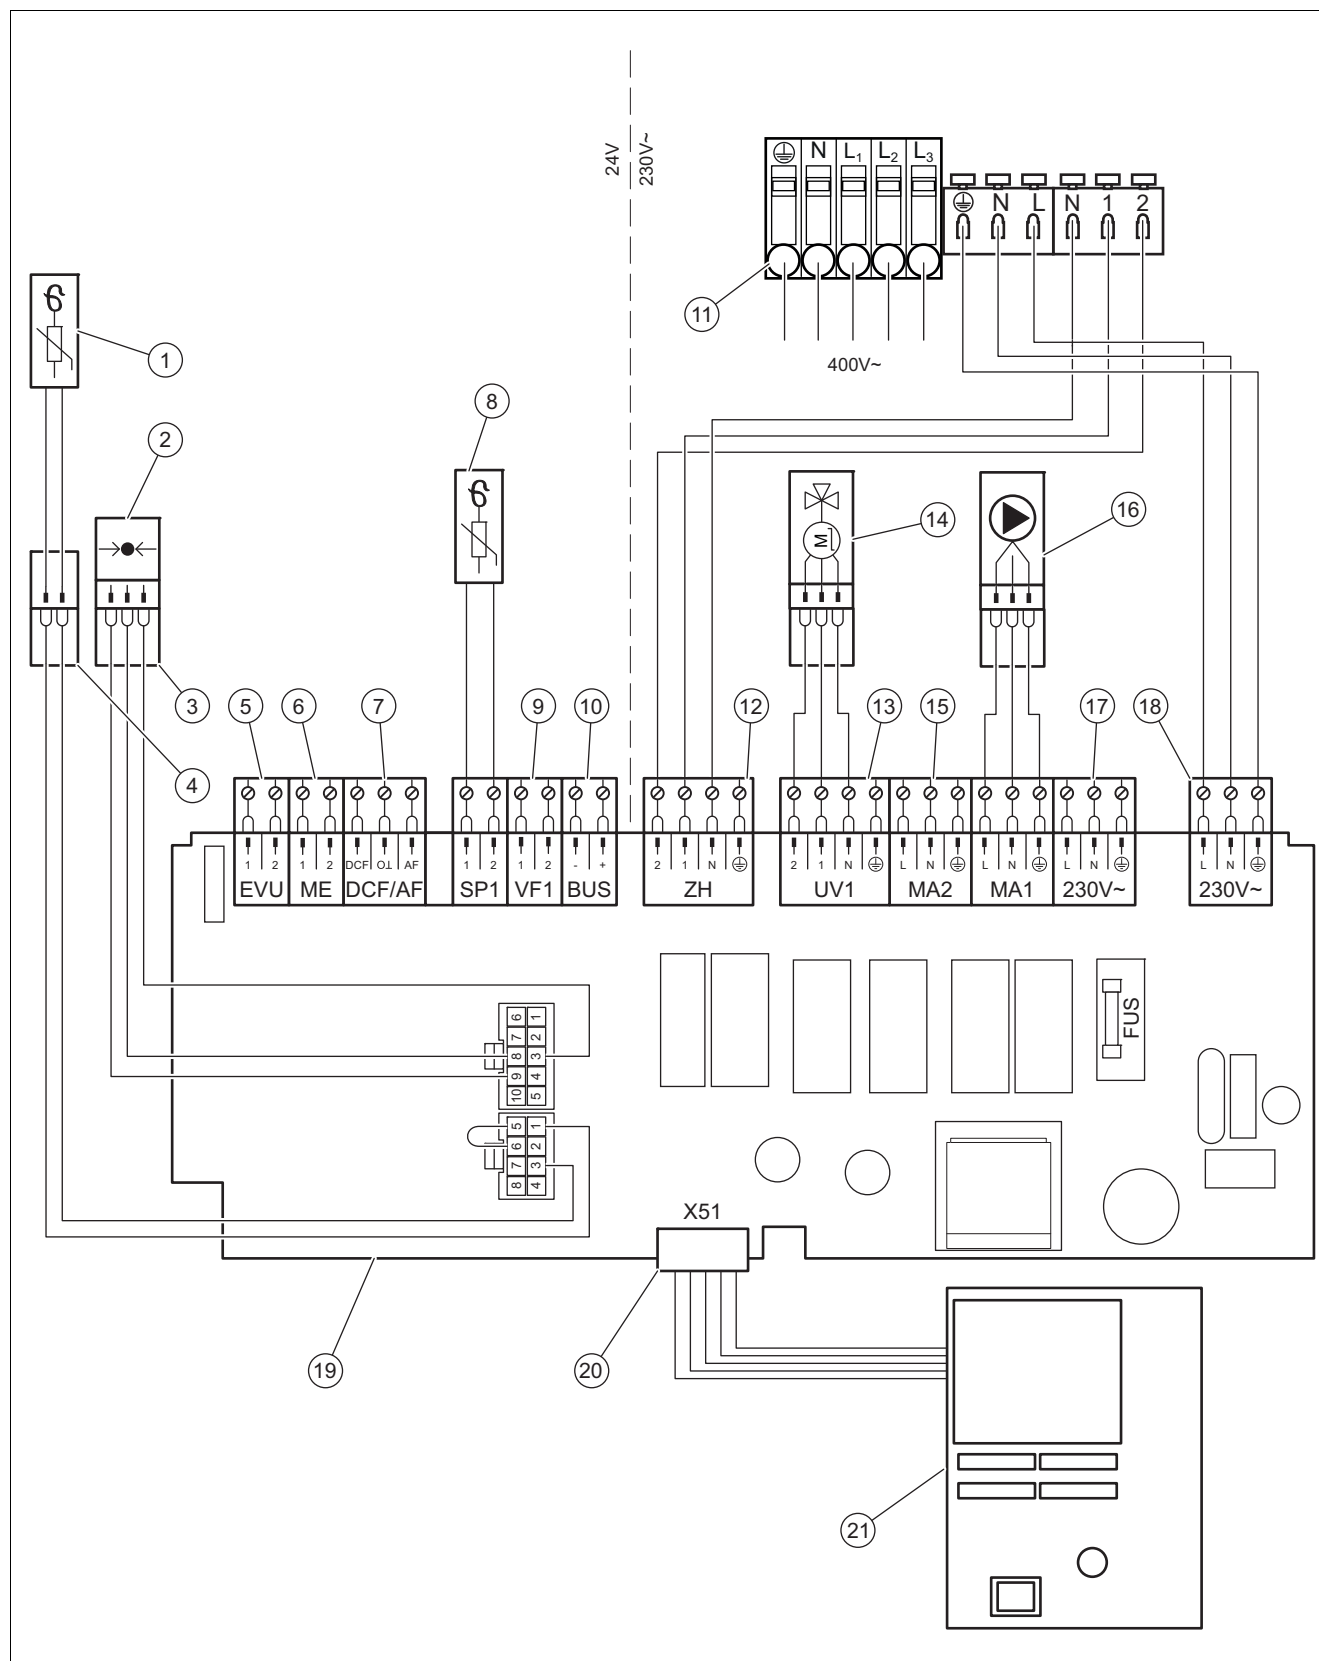 24V
230V~
N L1 L2 L3
N L N 1 2
11
400V~
1
8
2
14
16
M
3
5 6 7 9 10 12 13 15 17 18
4
1 2 1 2 DCF TO AF 1 2 1 2 - + 2 1 N 2 1 N L N L N L N L N
EVU ME DCF/AF SP1 VF1 BUS ZH UV1 MA2 MA1 230V~ 230V~
6 1
7 2
8 3
9 4
10 5
FUS
5 1
6 2
7 3
8 4
X51
19
20
21